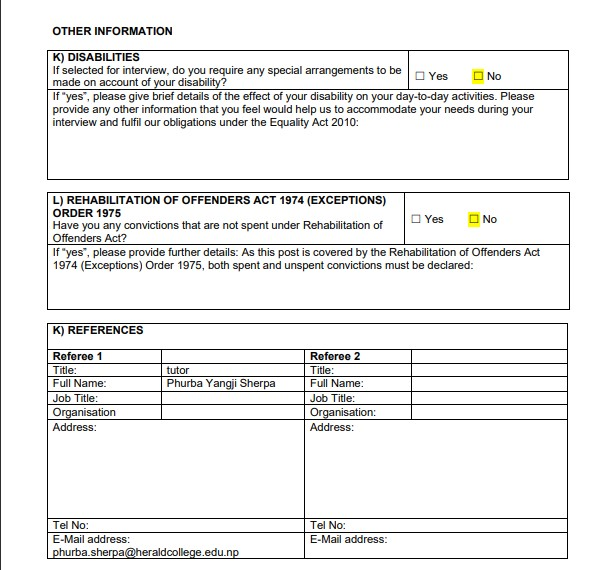 OTHER INFORMATION
K) DISABILITIES
If selected for interview, do you require any special arrangements to be
made on account of your disability?
☐ Yes ☐ No
If "yes", please give brief details of the effect of your disability on your day-to-day activities. Please
provide any other information that you feel would help us to accommodate your needs during your
interview and fulfil our obligations under the Equality Act 2010:
L) REHABILITATION OF OFFENDERS ACT 1974 (EXCEPTIONS)
ORDER 1975
Have you any convictions that are not spent under Rehabilitation of
Offenders Act?
☐ Yes ☐ No
If "yes", please provide further details: As this post is covered by the Rehabilitation of Offenders Act
1974 (Exceptions) Order 1975, both spent and unspent convictions must be declared:
K) REFERENCES
Referee 1 Referee 2
Title: tutor Title:
Full Name: Phurba Yangji Sherpa Full Name:
Job Title: Job Title:
Organisation Organisation:
Address: Address:
Tel No: Tel No:
E-Mail address: E-Mail address:
phurba.sherpa@heraldcollege.edu.np